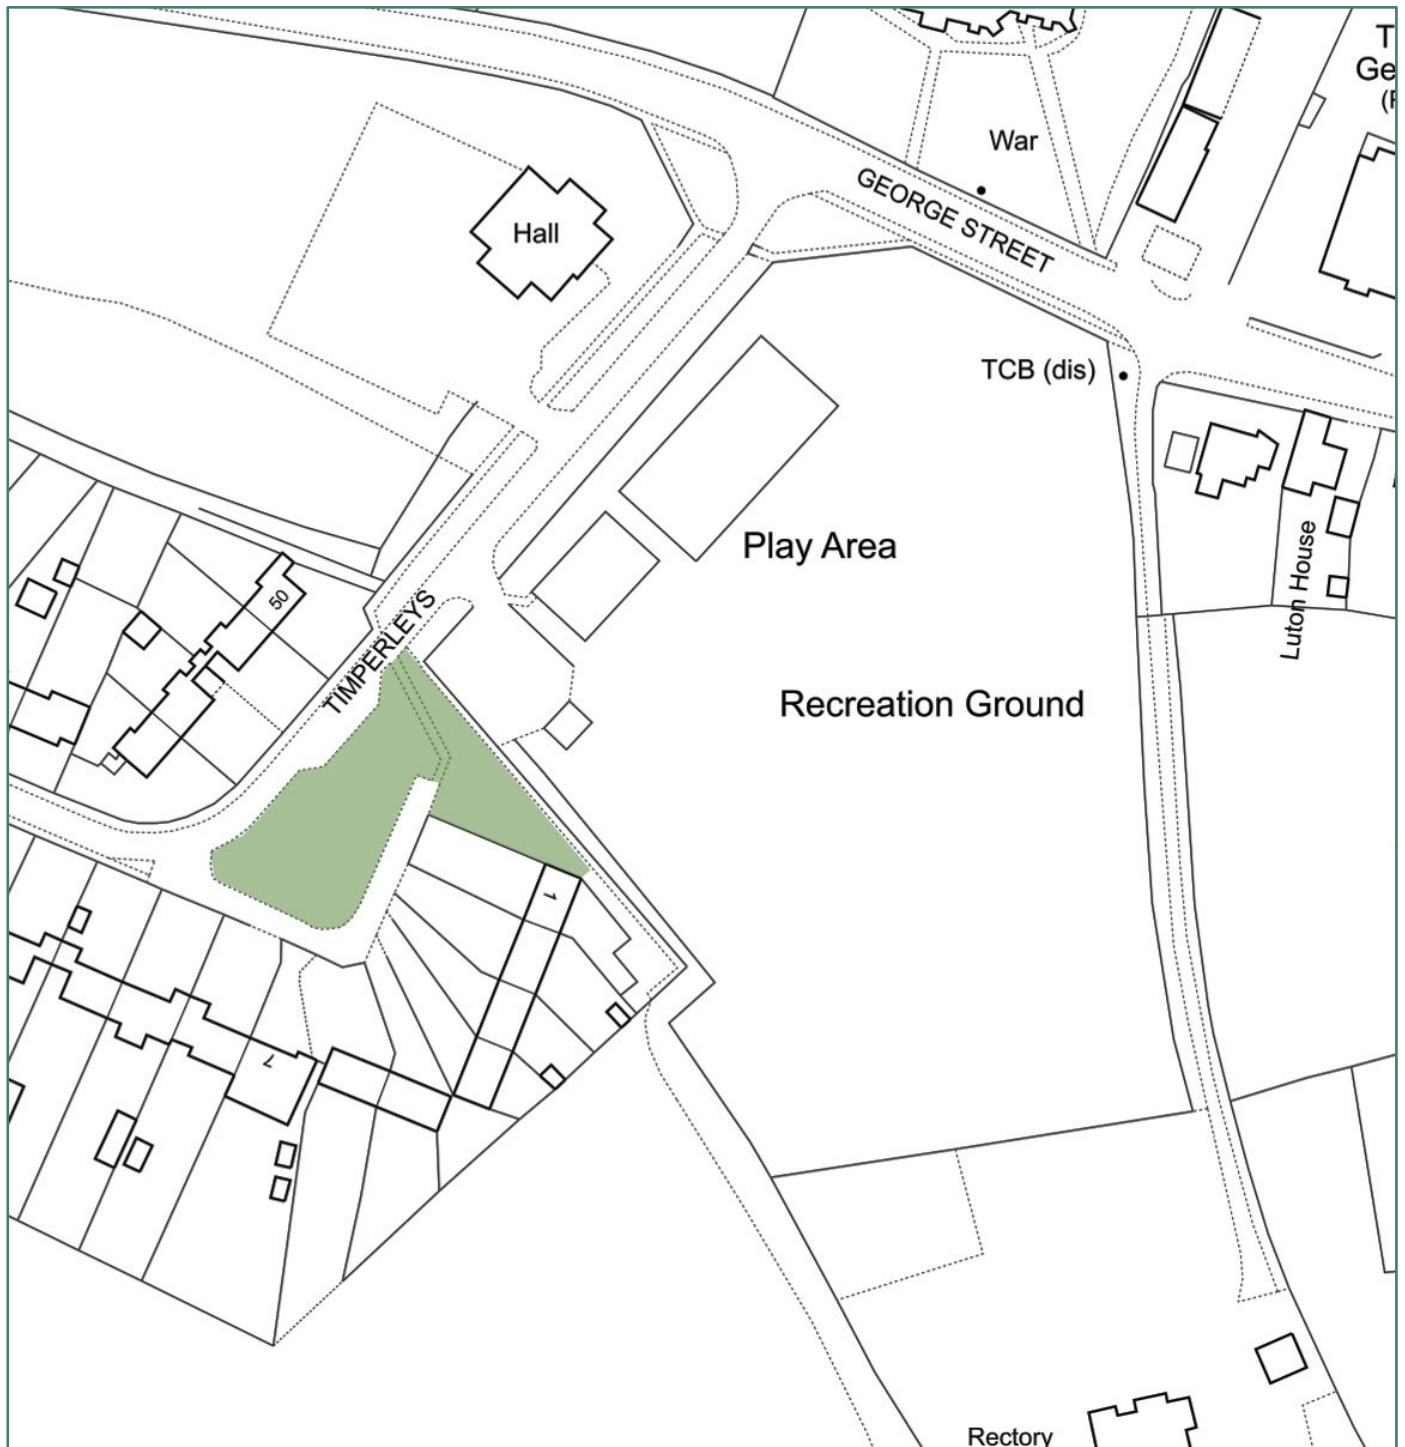 T
Ge
War
GEORGE STREET
Hall
TCB (dis)
Play Area
Luton House
50
TIMPERLEYS
Recreation Ground
1
7
Rectory